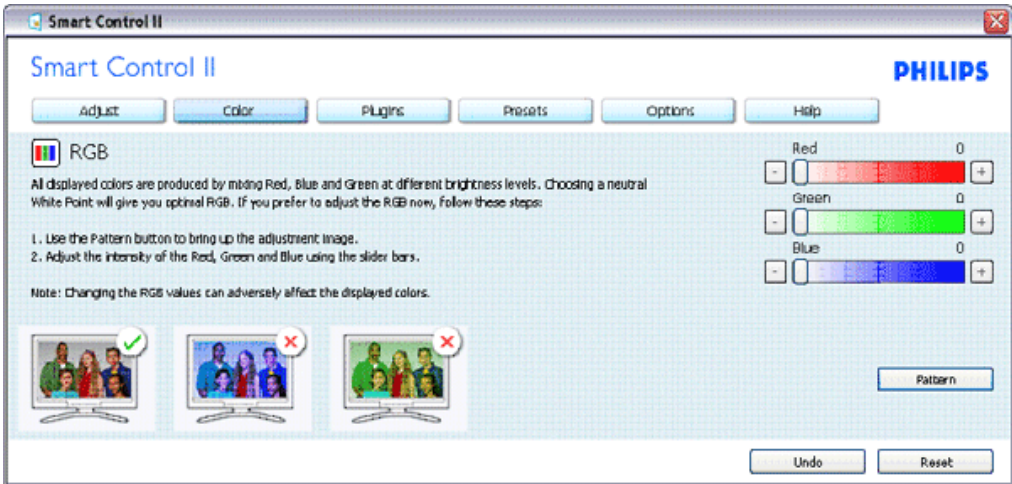 Smart Control II
Smart Control II
PHILIPS
Adjust
Color
Plugins
Presets
Options
Help
RGB
All displayed colors are produced by mixing Red, Blue and Green at different brightness levels. Choosing a neutral
White Point will give you optimal RGB. If you prefer to adjust the RGB now, follow these steps:
1. Use the Pattern button to bring up the adjustment image.
2. Adjust the intensity of the Red, Green and Blue using the slider bars.
Note: Changing the RGB values can adversely affect the displayed colors.
Red 0
- +
Green 0
- +
Blue 0
- +
Pattern
Undo
Reset